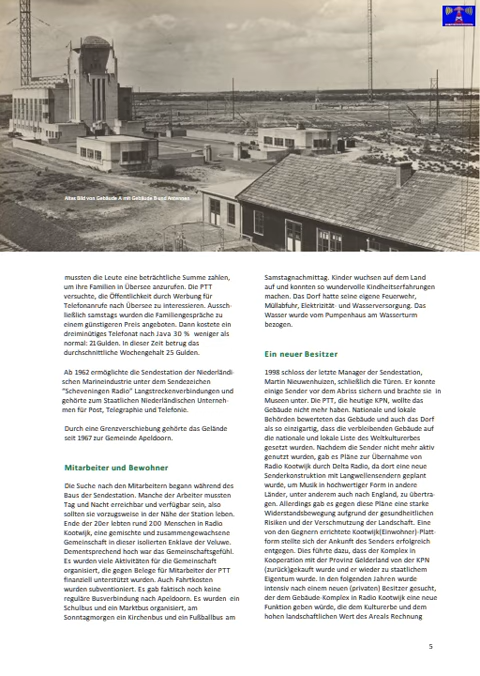 Altes Bild von Gebäude A mit Gebäude B und Antennen
mussten die Leute eine beträchtliche Summe zahlen,
um ihre Familien in Übersee anzurufen. Die PTT
versuchte, die Öffentlichkeit durch Werbung für
Telefonanrufe nach Übersee zu interessieren. Aussch-
ließlich samstags wurden die Familiengespräche zu
einem günstigeren Preis angeboten. Dann kostete ein
dreiminütiges Telefonat nach Java 30 % weniger als
normal: 21Gulden. In dieser Zeit betrug das
durchschnittliche Wochengehalt 25 Gulden.
Ab 1962 ermöglichte die Sendestation der Niederländi-
schen Marineindustrie unter dem Sendezeichen
"Scheveningen Radio" Langstreckenverbindungen und
gehörte zum Staatlichen Niederländischen Unterneh-
men für Post, Telegraphie und Telefonie.
Durch eine Grenzverschiebung gehörte das Gelände
seit 1967 zur Gemeinde Apeldoorn.
Mitarbeiter und Bewohner
Die Suche nach den Mitarbeitern begann während des
Baus der Sendestation. Manche der Arbeiter mussten
Tag und Nacht erreichbar und verfügbar sein, also
sollten sie vorzugsweise in der Nähe der Station leben.
Ende der 20er lebten rund 200 Menschen in Radio
Kootwijk, eine gemischte und zusammengewachsene
Gemeinschaft in dieser isolierten Enklave der Veluwe.
Dementsprechend hoch war das Gemeinschaftsgefühl.
Es wurden viele Aktivitäten für die Gemeinschaft
organisiert, die gegen Belege für Mitarbeiter der PTT
finanziell unterstützt wurden. Auch Fahrtkosten
wurden subventioniert. Es gab faktisch noch keine
reguläre Busverbindung nach Apeldoorn. Es wurden ein
Schulbus und ein Marktbus organisiert, am
Sonntagmorgen ein Kirchenbus und ein Fußballbus am
Samstagnachmittag. Kinder wuchsen auf dem Land
auf und konnten so wundervolle Kindheitserfahrungen
machen. Das Dorf hatte seine eigene Feuerwehr,
Müllabfuhr, Elektrizität- und Wasserversorgung. Das
Wasser wurde vom Pumpenhaus am Wasserturm
bezogen.
Ein neuer Besitzer
1998 schloss der letzte Manager der Sendestation,
Martin Nieuwenhuizen, schließlich die Türen. Er konnte
einige Sender vor dem Abriss sichern und brachte sie in
Museen unter. Die PTT, die heutige KPN, wollte das
Gebäude nicht mehr haben. Nationale und lokale
Behörden bewerteten das Gebäude und auch das Dorf
als so einzigartig, dass die verbleibenden Gebäude auf
die nationale und lokale Liste des Weltkulturerbes
gesetzt wurden. Nachdem die Sender nicht mehr aktiv
genutzt wurden, gab es Pläne zur Übernahme von
Radio Kootwijk durch Delta Radio, da dort eine neue
Senderkonstruktion mit Langwellensendern geplant
wurde, um Musik in hochwertiger Form in andere
Länder, unter anderem auch nach England, zu übertra-
gen. Allerdings gab es gegen diese Pläne eine starke
Widerstandsbewegung aufgrund der gesundheitlichen
Risiken und der Verschmutzung der Landschaft. Eine
von den Gegnern errichtete Kootwijk(Einwohner)-Platt-
form stellte sich der Ankunft des Senders erfolgreich
entgegen. Dies führte dazu, dass der Komplex in
Kooperation mit der Provinz Gelderland von der KPN
(zurück)gekauft wurde und er wieder zu staatlichem
Eigentum wurde. In den folgenden Jahren wurde
intensiv nach einem neuen (privaten) Besitzer gesucht,
der dem Gebäude-Komplex in Radio Kootwijk eine neue
Funktion geben würde, die dem Kulturerbe und dem
hohen landschaftlichen Wert des Areals Rechnung
5